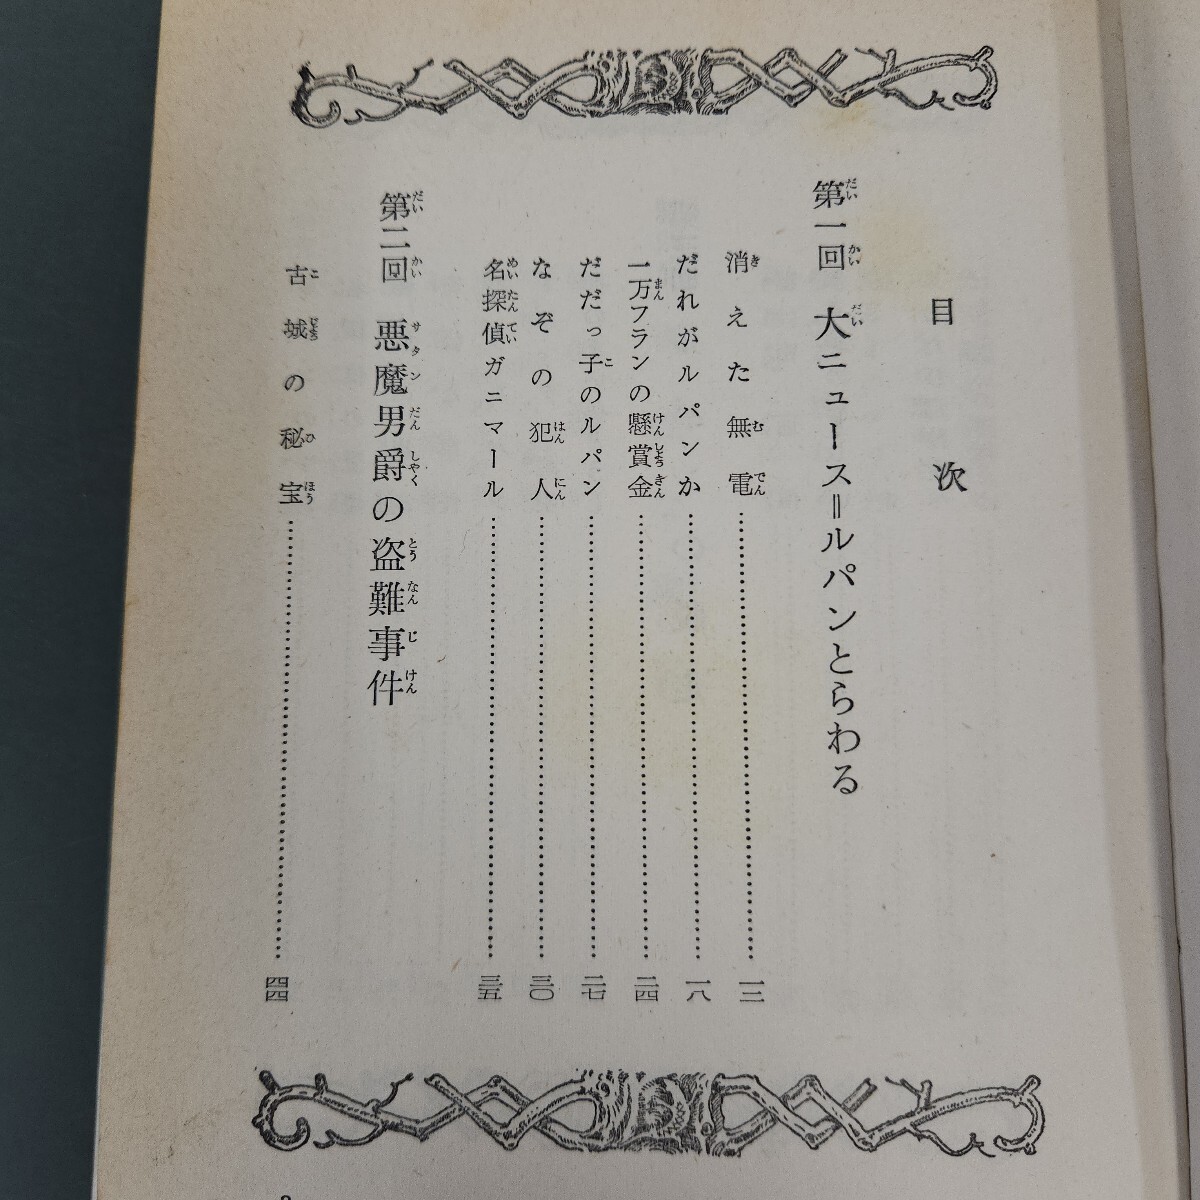 目次
第一回 大ニュース＝ルパンとらわる
消えた無電……一三
だれがルパンか……一八
一万フランの懸賞金……二四
だだっ子のルパン……二七
なぞの犯人……三〇
名探偵ガニマール……三五
第二回 悪魔男爵の盗難事件
古城の秘宝……四四